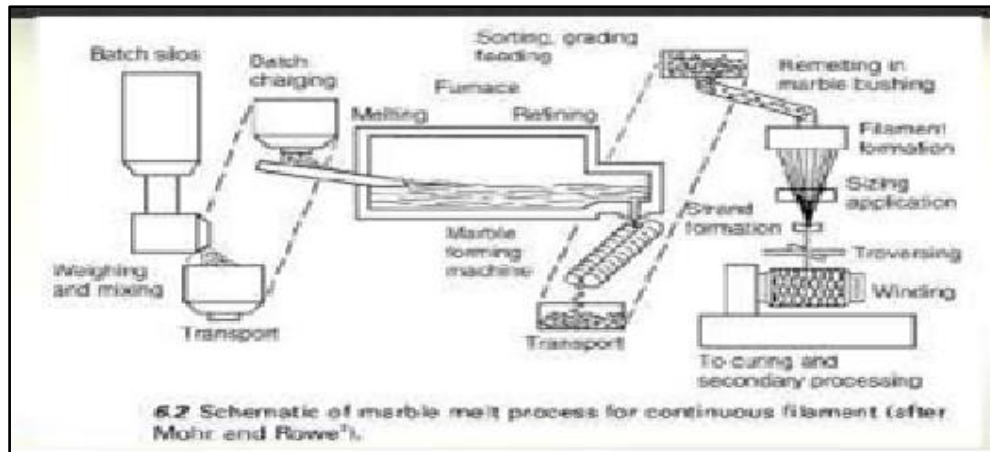 Batch silos
Batch
charging
Sorting, grading
feeding
Furnace
Melting
Refining
Remelting in
marble bushing
Filament
formation
Sizing
application
Strand
formation
Traversing
Winding
Marble
forming
machine
Weighing
and mixing
Transport
Transport
To curing and
secondary processing
6.2 Schematic of marble melt process for continuous filament (after
Mohr and Rowe¹).